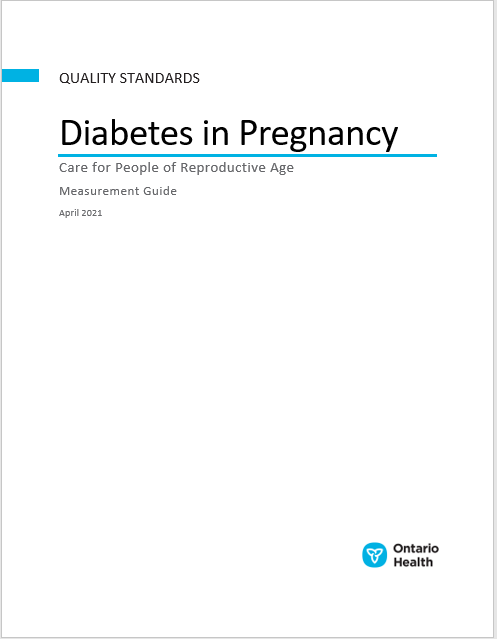 QUALITY STANDARDS
Diabetes in Pregnancy
Care for People of Reproductive Age
Measurement Guide
April 2021
Ontario
Health